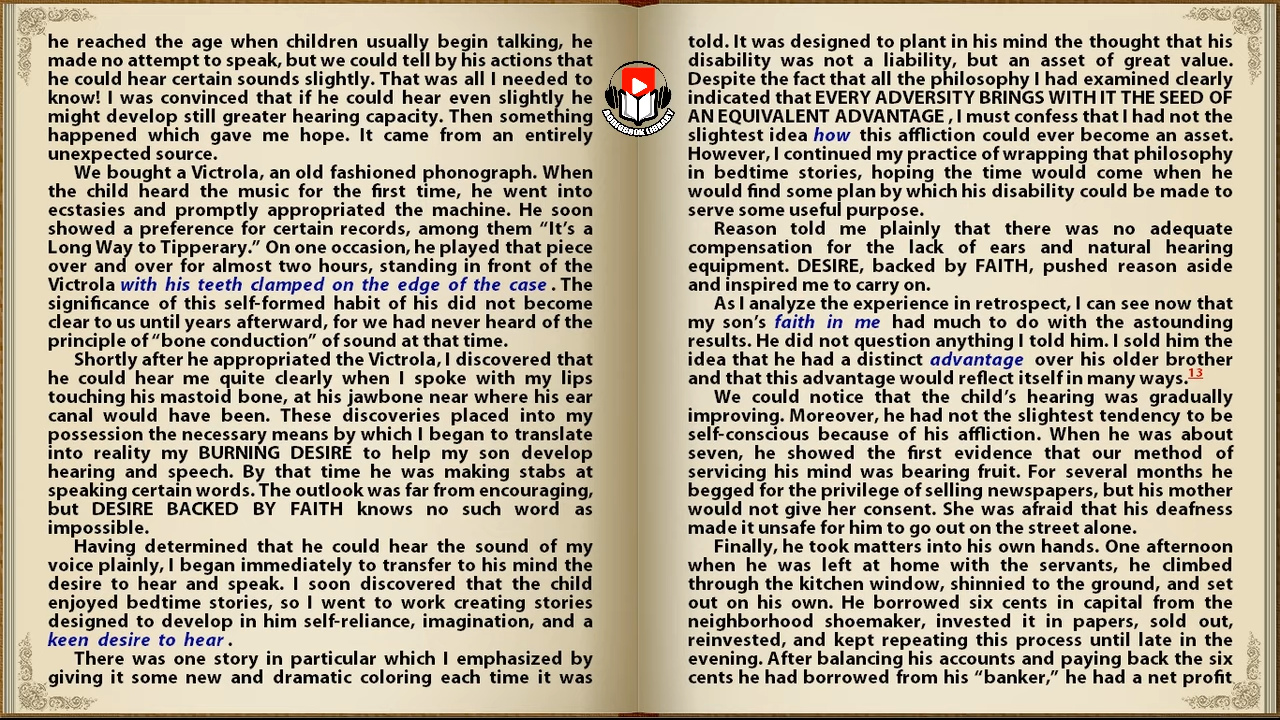 he reached the age when children usually begin talking, he
made no attempt to speak, but we could tell by his actions that
he could hear certain sounds slightly. That was all I needed to
know! I was convinced that if he could hear even slightly he
might develop still greater hearing capacity. Then something
happened which gave me hope. It came from an entirely
unexpected source.
We bought a Victrola, an old fashioned phonograph. When
the child heard the music for the first time, he went into
ecstasies and promptly appropriated the machine. He soon
showed a preference for certain records, among them “It’s a
Long Way to Tipperary.” On one occasion, he played that piece
over and over for almost two hours, standing in front of the
Victrola with his teeth clamped on the edge of the case . The
significance of this self-formed habit of his did not become
clear to us until years afterward, for we had never heard of the
principle of “bone conduction” of sound at that time.
Shortly after he appropriated the Victrola, I discovered that
he could hear me quite clearly when I spoke with my lips
touching his mastoid bone, at his jawbone near where his ear
canal would have been. These discoveries placed into my
possession the necessary means by which I began to translate
into reality my BURNING DESIRE to help my son develop
hearing and speech. By that time he was making stabs at
speaking certain words. The outlook was far from encouraging,
but DESIRE BACKED BY FAITH knows no such word as
impossible.
Having determined that he could hear the sound of my
voice plainly, I began immediately to transfer to his mind the
desire to hear and speak. I soon discovered that the child
enjoyed bedtime stories, so I went to work creating stories
designed to develop in him self-reliance, imagination, and a
keen desire to hear .
There was one story in particular which I emphasized by
giving it some new and dramatic coloring each time it was
AUDIOBOOK LIBRARY
told. It was designed to plant in his mind the thought that his
disability was not a liability, but an asset of great value.
Despite the fact that all the philosophy I had examined clearly
indicated that EVERY ADVERSITY BRINGS WITH IT THE SEED OF
AN EQUIVALENT ADVANTAGE , I must confess that I had not the
slightest idea how this affliction could ever become an asset.
However, I continued my practice of wrapping that philosophy
in bedtime stories, hoping the time would come when he
would find some plan by which his disability could be made to
serve some useful purpose.
Reason told me plainly that there was no adequate
compensation for the lack of ears and natural hearing
equipment. DESIRE, backed by FAITH, pushed reason aside
and inspired me to carry on.
As I analyze the experience in retrospect, I can see now that
my son’s faith in me had much to do with the astounding
results. He did not question anything I told him. I sold him the
idea that he had a distinct advantage over his older brother
and that this advantage would reflect itself in many ways.13
We could notice that the child’s hearing was gradually
improving. Moreover, he had not the slightest tendency to be
self-conscious because of his affliction. When he was about
seven, he showed the first evidence that our method of
servicing his mind was bearing fruit. For several months he
begged for the privilege of selling newspapers, but his mother
would not give her consent. She was afraid that his deafness
made it unsafe for him to go out on the street alone.
Finally, he took matters into his own hands. One afternoon
when he was left at home with the servants, he climbed
through the kitchen window, shinnied to the ground, and set
out on his own. He borrowed six cents in capital from the
neighborhood shoemaker, invested it in papers, sold out,
reinvested, and kept repeating this process until late in the
evening. After balancing his accounts and paying back the six
cents he had borrowed from his “banker,” he had a net profit